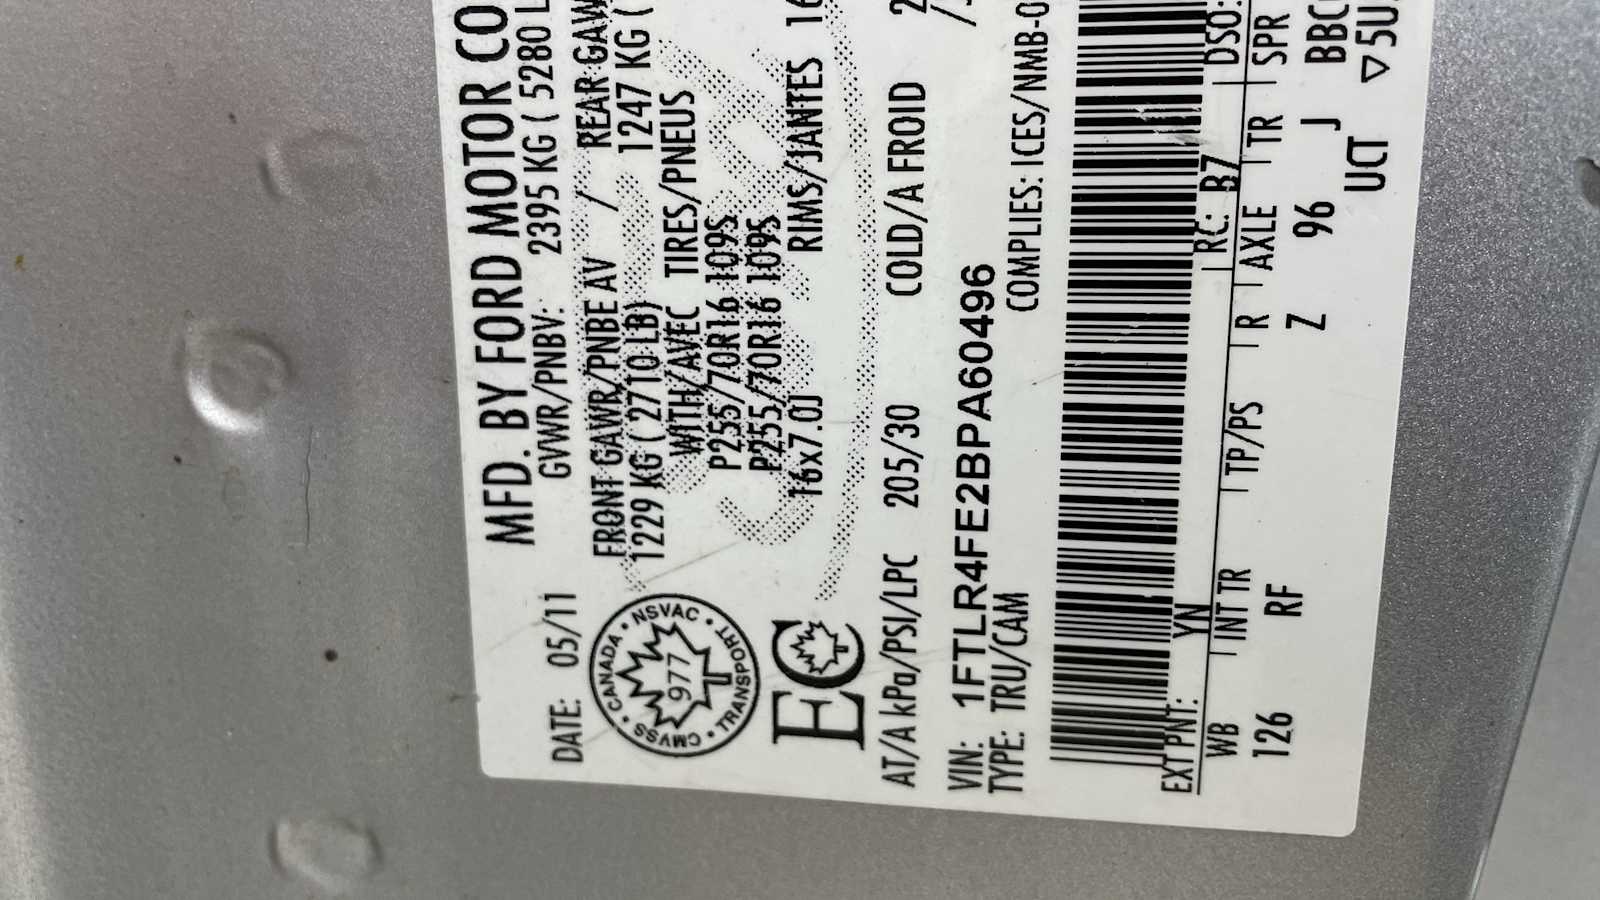 MFD. BY FORD MOTOR CO
DATE: 05/11 GVWR/PNBV: 2395 KG ( 5280 L
FRONT GAWR/PNBE AV / REAR GAW
1229 KG ( 2710 LB) 1247 KG (
WITH/AVEC TIRES/PNEUS
P255/70R16 109S
P255/70R16 109S
16x7.0J RIMS/JANTES 16
CANADA • NSVAC • TRANSPORT • CMVSS •
977
EC
AT/A kPa/PSI/LPC 205/30 COLD/A FROID 2
VIN: 1FTLR4FE2BPA60496
TYPE: TRU/CAM COMPLIES: ICES/NMB-0
EXT PNT: YN RC: B7 DSO:
WB INT TR TP/PS R AXLE TR SPR
126 RF Z 96 J BBC
UCT ▽5U